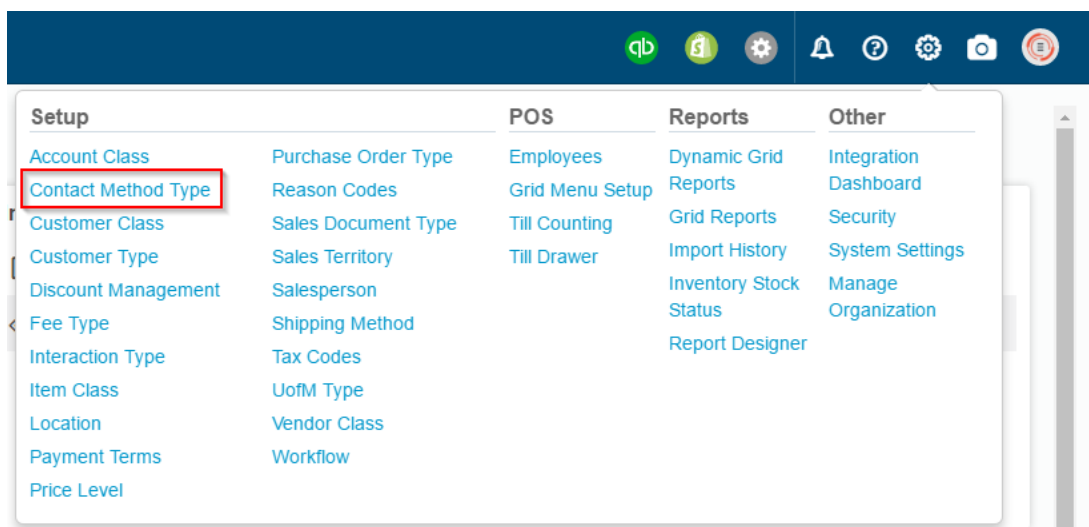 qb
Setup
Account Class
Contact Method Type
Customer Class
Customer Type
Discount Management
Fee Type
Interaction Type
Item Class
Location
Payment Terms
Price Level
Purchase Order Type
Reason Codes
Sales Document Type
Sales Territory
Salesperson
Shipping Method
Tax Codes
UofM Type
Vendor Class
Workflow
POS
Employees
Grid Menu Setup
Till Counting
Till Drawer
Reports
Dynamic Grid
Reports
Grid Reports
Import History
Inventory Stock
Status
Report Designer
Other
Integration
Dashboard
Security
System Settings
Manage
Organization